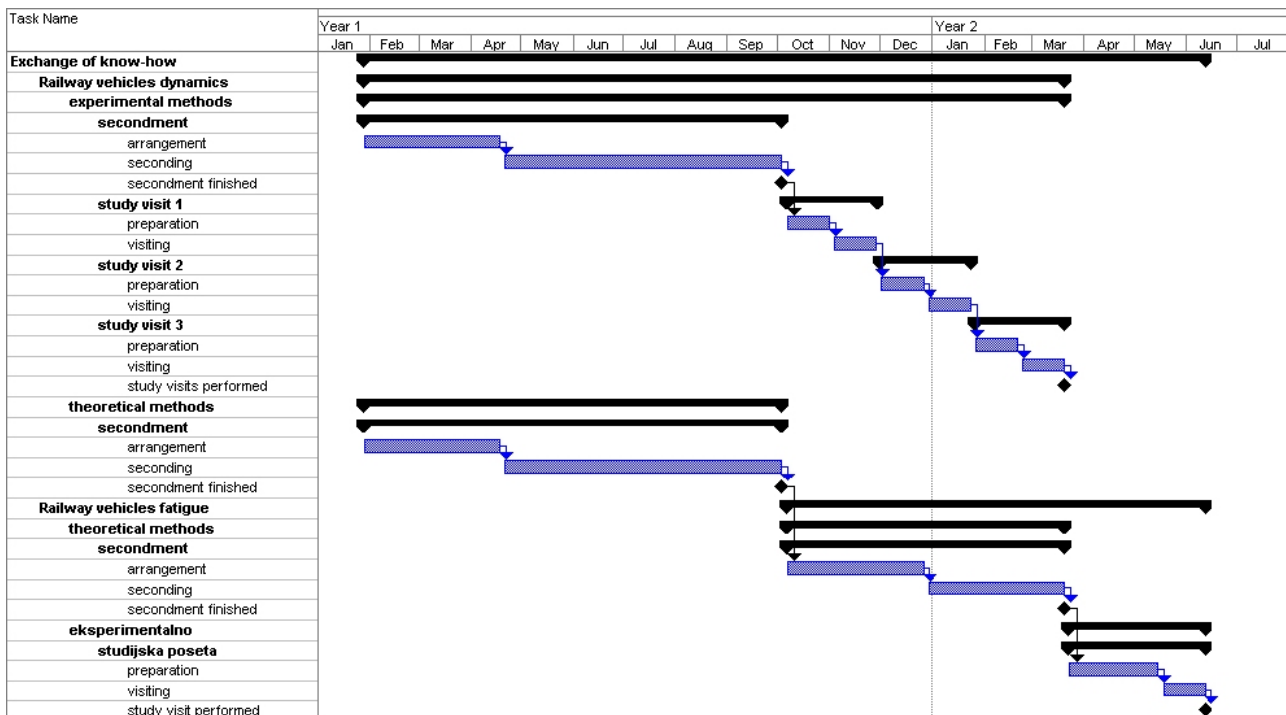 Task Name
Year 1 Year 2
Jan Feb Mar Apr May Jun Jul Aug Sep Oct Nov Dec Jan Feb Mar Apr May Jun Jul
Exchange of know-how
Railway vehicles dynamics
experimental methods
secondment
arrangement
seconding
secondment finished
study visit 1
preparation
visiting
study visit 2
preparation
visiting
study visit 3
preparation
visiting
study visits performed
theoretical methods
secondment
arrangement
seconding
secondment finished
Railway vehicles fatigue
theoretical methods
secondment
arrangement
seconding
secondment finished
eksperimentalno
studijska poseta
preparation
visiting
study visit performed